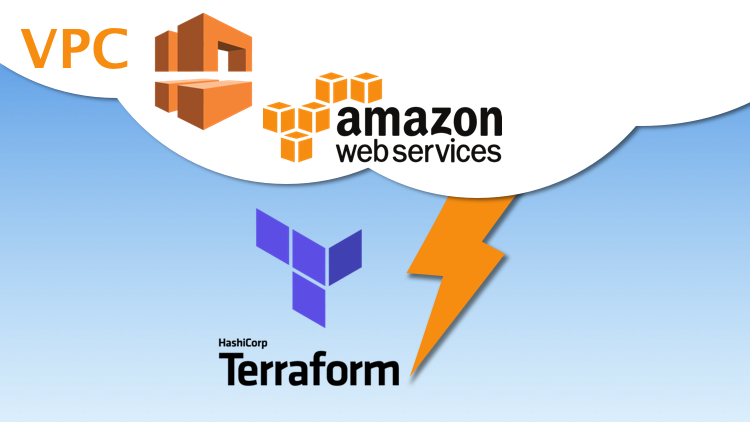 VPC
amazon
web services
HashiCorp
Terraform